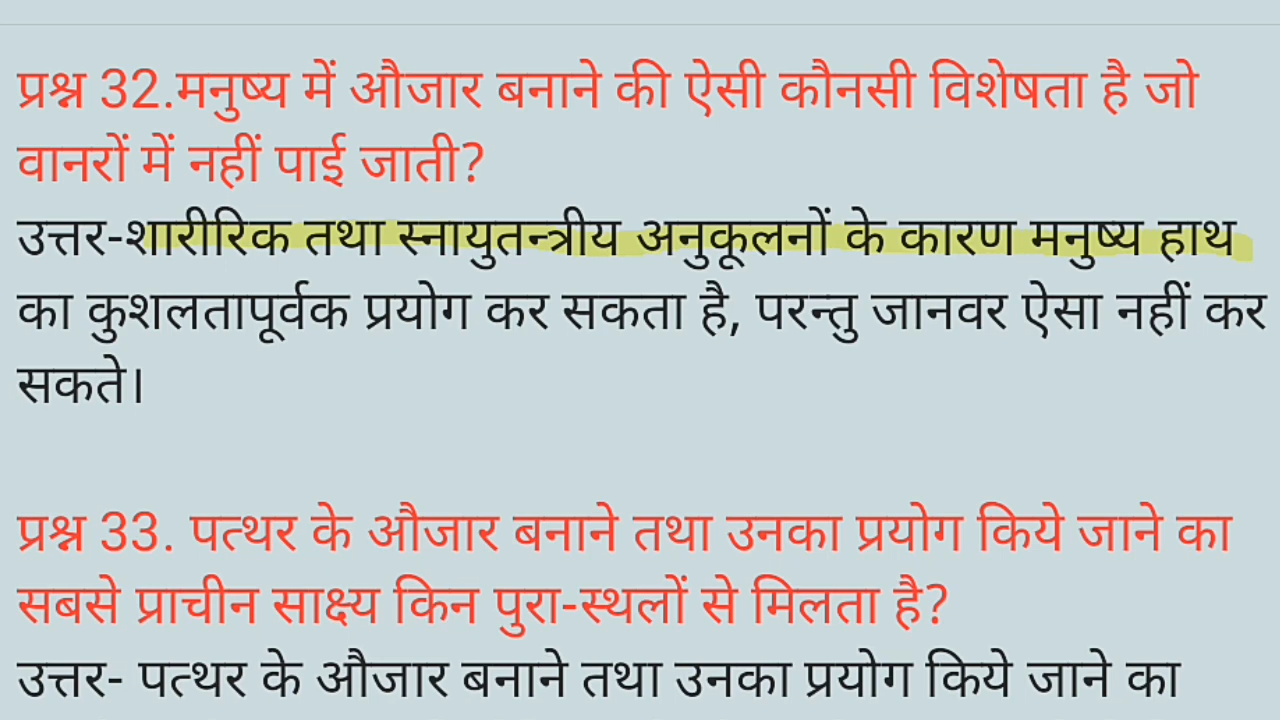 प्रश्न 32.मनुष्य में औजार बनाने की ऐसी कौनसी विशेषता है जो
वानरों में नहीं पाई जाती?
उत्तर-शारीरिक तथा स्नायुतन्त्रीय अनुकूलनों के कारण मनुष्य हाथ
का कुशलतापूर्वक प्रयोग कर सकता है, परन्तु जानवर ऐसा नहीं कर
सकते।
प्रश्न 33. पत्थर के औजार बनाने तथा उनका प्रयोग किये जाने का
सबसे प्राचीन साक्ष्य किन पुरा-स्थलों से मिलता है?
उत्तर- पत्थर के औजार बनाने तथा उनका प्रयोग किये जाने का